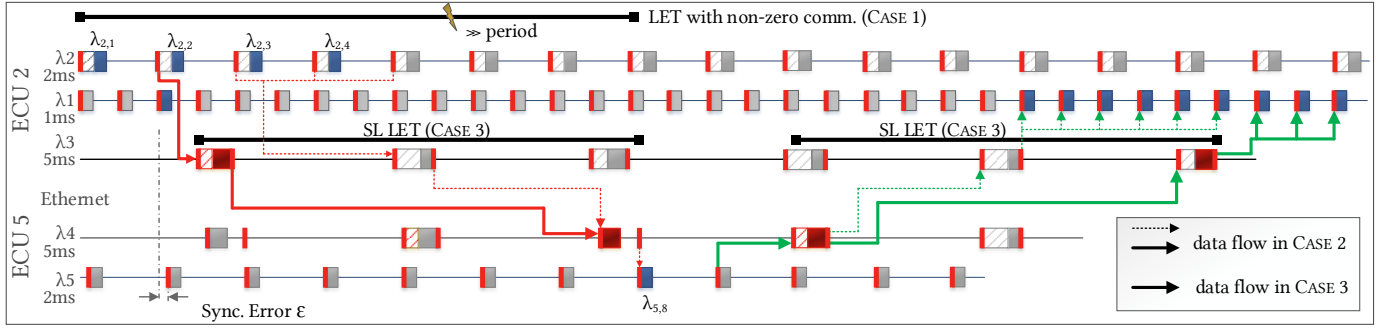 LET with non-zero comm. (CASE 1)
≫ period
λ2,1 λ2,2 λ2,3 λ2,4
ECU 2
λ2
2ms
λ1
1ms
SL LET (CASE 3) SL LET (CASE 3)
λ3
5ms
Ethernet
ECU 5
λ4
5ms
λ5
2ms
λ5,8
Sync. Error ε
data flow in CASE 2
data flow in CASE 3